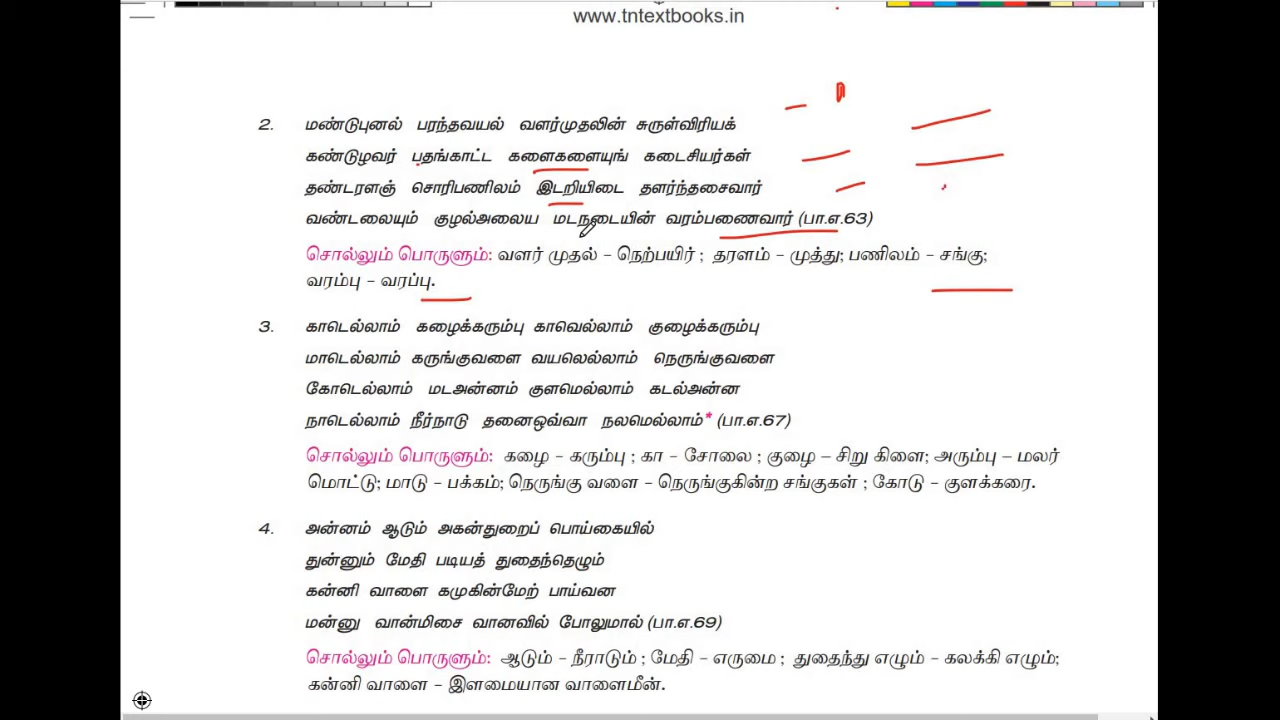 www.tntextbooks.in
2. மண்டுபுனல் பரந்தவயல் வளர்முதலின் சுருள்விரியக்
கண்டுழவர் பதங்காட்ட களைகளையுங் கடைசியர்கள்
தண்டரளஞ் சொரிபணிலம் இடறியிடை தளர்ந்தசைவார்
வண்டலையும் குழல்அலைய மடநடையின் வரம்பணைவார் (பா.எ.63)
சொல்லும் பொருளும்: வளர் முதல் – நெற்பயிர் ; தரளம் – முத்து; பணிலம் – சங்கு;
வரம்பு – வரப்பு.
3. காடெல்லாம் கழைக்கரும்பு காவெல்லாம் குழைக்கரும்பு
மாடெல்லாம் கருங்குவளை வயலெல்லாம் நெருங்குவளை
கோடெல்லாம் மடஅன்னம் குளமெல்லாம் கடல்அன்ன
நாடெல்லாம் நீர்நாடு தனைஒவ்வா நலமெல்லாம்* (பா.எ.67)
சொல்லும் பொருளும்: கழை – கரும்பு ; கா – சோலை ; குழை – சிறு கிளை; அரும்பு – மலர்
மொட்டு; மாடு – பக்கம்; நெருங்கு வளை – நெருங்குகின்ற சங்குகள் ; கோடு – குளக்கரை.
4. அன்னம் ஆடும் அகன்துறைப் பொய்கையில்
துன்னும் மேதி படியத் துதைந்தெழும்
கன்னி வாளை கமுகின்மேற் பாய்வன
மன்னு வான்மிசை வானவில் போலுமால் (பா.எ.69)
சொல்லும் பொருளும்: ஆடும் – நீராடும் ; மேதி – எருமை ; துதைந்து எழும் – கலக்கி எழும்;
கன்னி வாளை – இளமையான வாளைமீன்.